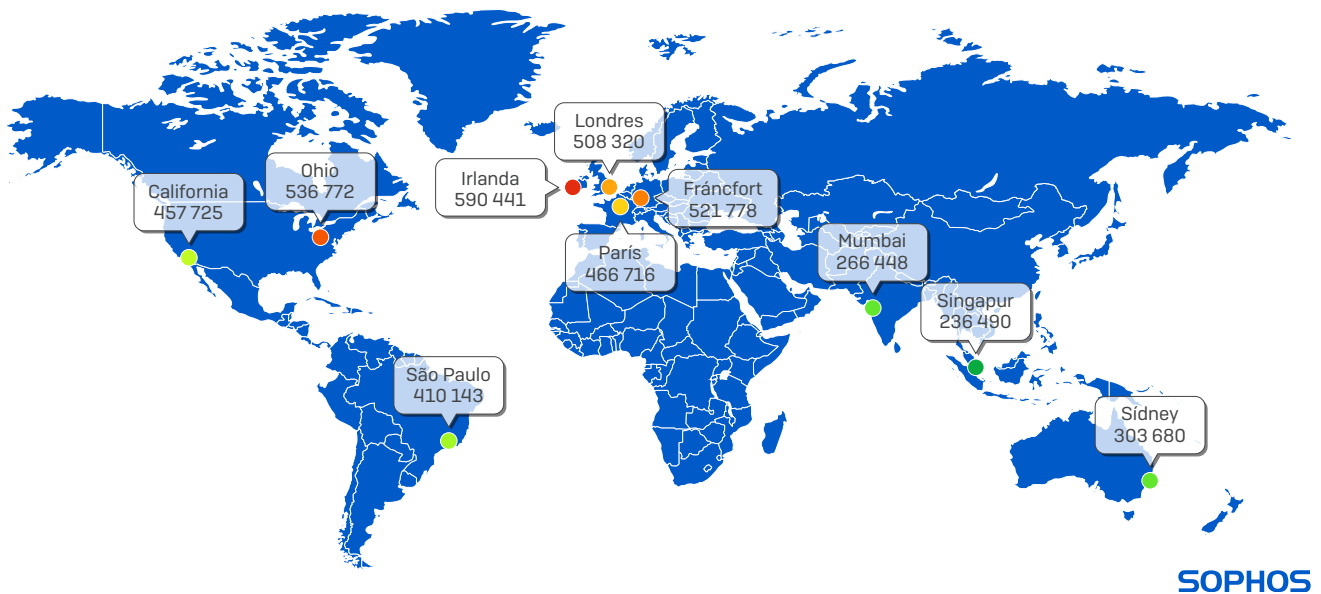 Londres
508 320
Ohio
536 772
Irlanda
590 441
California
457 725
Fráncfort
521 778
París
466 716
Mumbai
266 448
Singapur
236 490
São Paulo
410 143
Sídney
303 680
SOPHOS